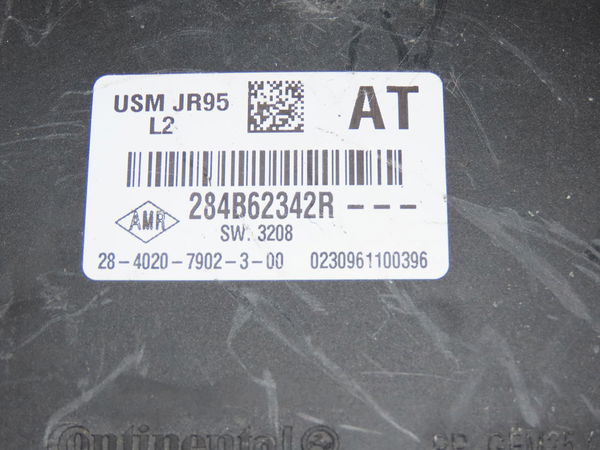 USM JR95
L2
AT
AMR
284B62342R---
SW. 3208
28-4020-7902-3-00 0230961100396
Continental